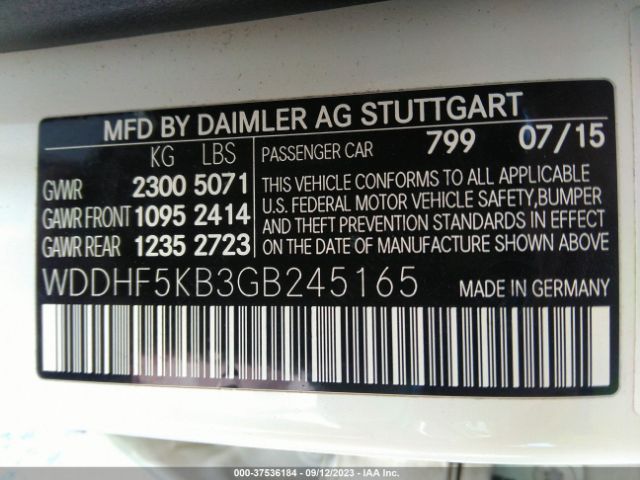 MFD BY DAIMLER AG STUTTGART
KG LBS
PASSENGER CAR 799 07/15
GVWR 2300 5071
GAWR FRONT 1095 2414
GAWR REAR 1235 2723
THIS VEHICLE CONFORMS TO ALL APPLICABLE
U.S. FEDERAL MOTOR VEHICLE SAFETY,BUMPER
AND THEFT PREVENTION STANDARDS IN EFFECT
ON THE DATE OF MANUFACTURE SHOWN ABOVE
WDDHF5KB3GB245165 MADE IN GERMANY
000-37536184 - 09/12/2023 - IAA Inc.